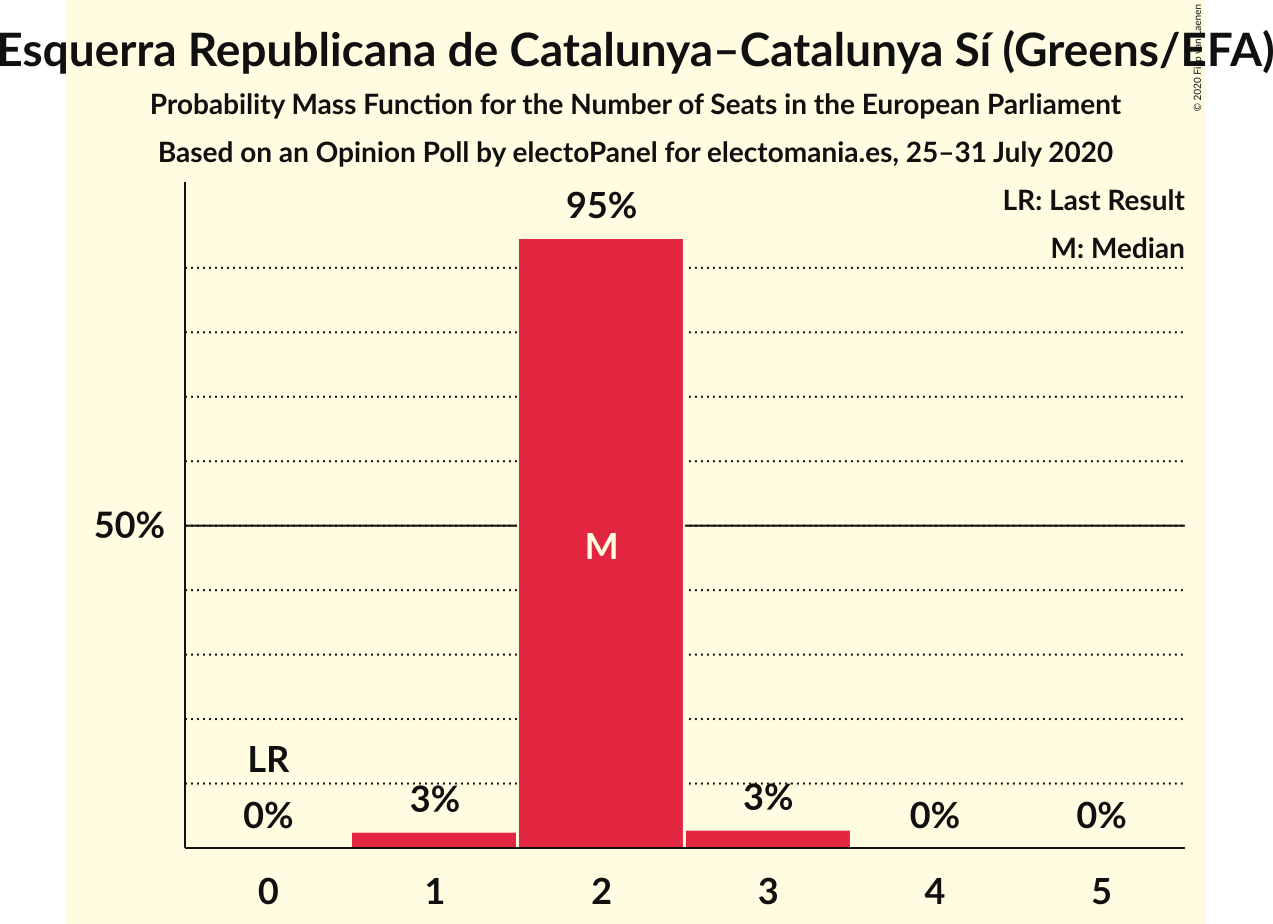 Esquerra Republicana de Catalunya–Catalunya Sí (Greens/EFA)
Probability Mass Function for the Number of Seats in the European Parliament
Based on an Opinion Poll by electoPanel for electomania.es, 25–31 July 2020
© 2020
LR: Last Result
M: Median
95%
50%
M
LR
0%
3%
3%
0%
0%
0 1 2 3 4 5